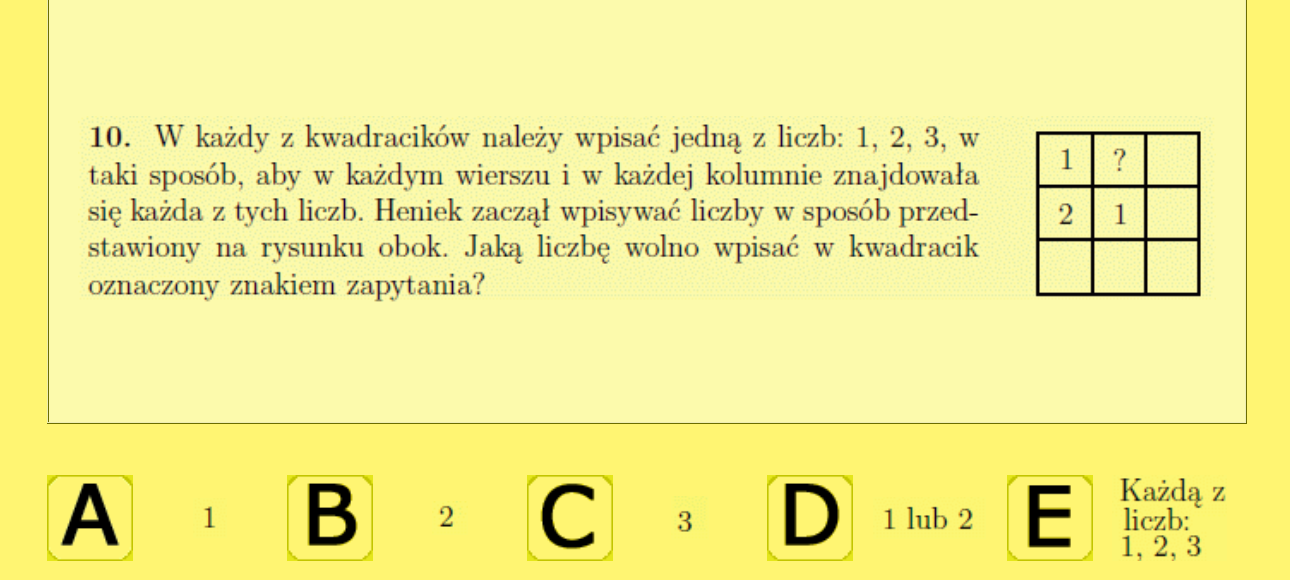 10. W każdy z kwadracików należy wpisać jedną z liczb: 1, 2, 3, w
taki sposób, aby w każdym wierszu i w każdej kolumnie znajdowała
się każda z tych liczb. Heniek zaczął wpisywać liczby w sposób przed-
stawiony na rysunku obok. Jaką liczbę wolno wpisać w kwadracik
oznaczony znakiem zapytania?
1 ?
2 1
A 1 B 2 C 3 D 1 lub 2 E Każdą z
liczb:
1, 2, 3